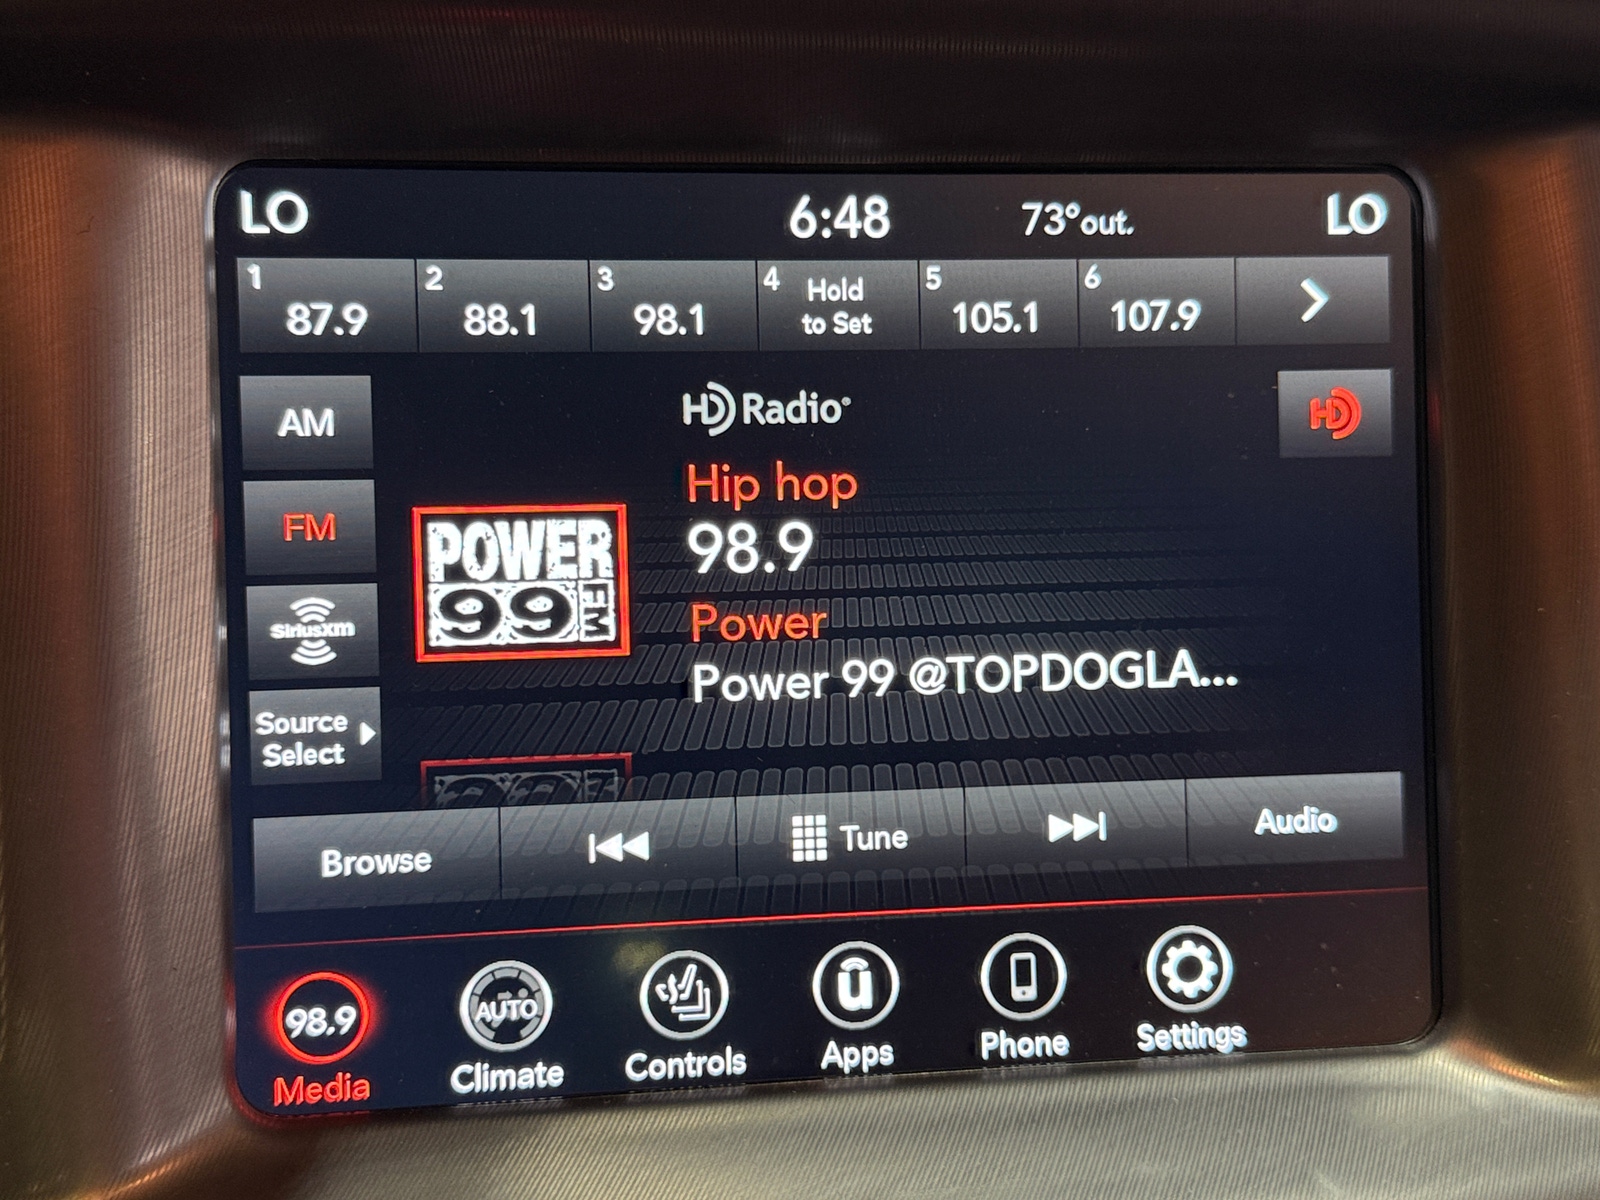 LO 6:48 73°out. LO
1 87.9
2 88.1
3 98.1
4 Hold
to Set
5 105.1
6 107.9
AM
FM
SiriusXM
Source
Select
HD Radio®
HD
Hip hop
98.9
Power
Power 99 @TOPDOGLA...
POWER
99 FM
Browse
Tune
Audio
98.9
Media
AUTO
Climate
Controls
u
Apps
Phone
Settings